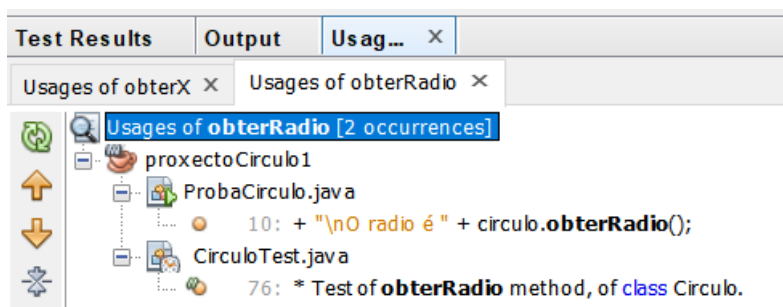 Test Results Output Usag... ×
Usages of obterX × Usages of obterRadio ×
Usages of obterRadio [2 occurrences]
proxectoCirculo1
ProbaCirculo.java
10: + "\nO radio é " + circulo.obterRadio();
CirculoTest.java
76: * Test of obterRadio method, of class Circulo.